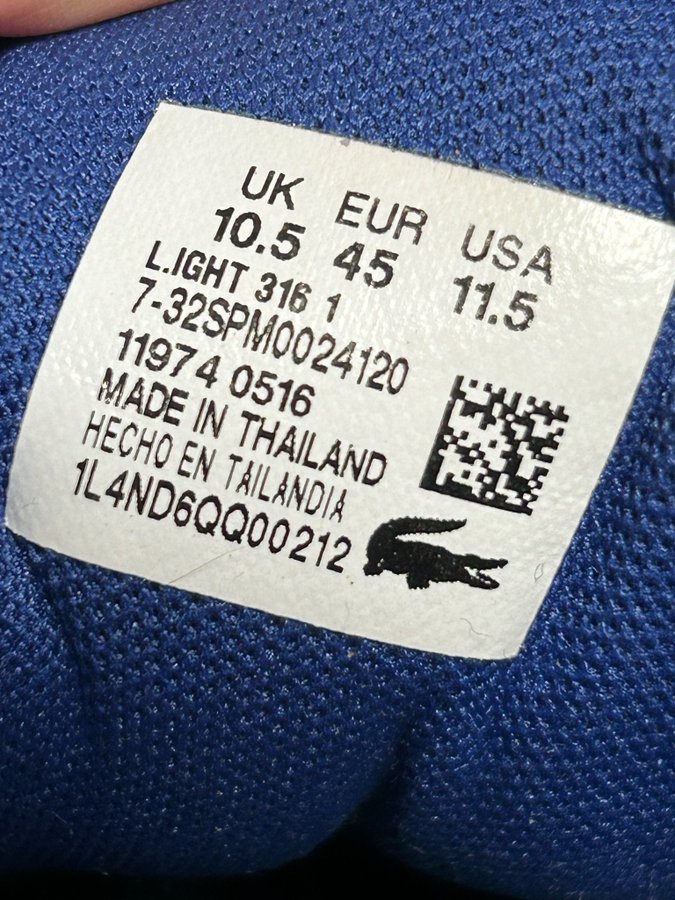 UK EUR USA
10.5 45 11.5
L.IGHT 316 1
7-32SPM0024120
11974 0516
MADE IN THAILAND
HECHO EN TAILANDIA
1L4ND6QQ00212